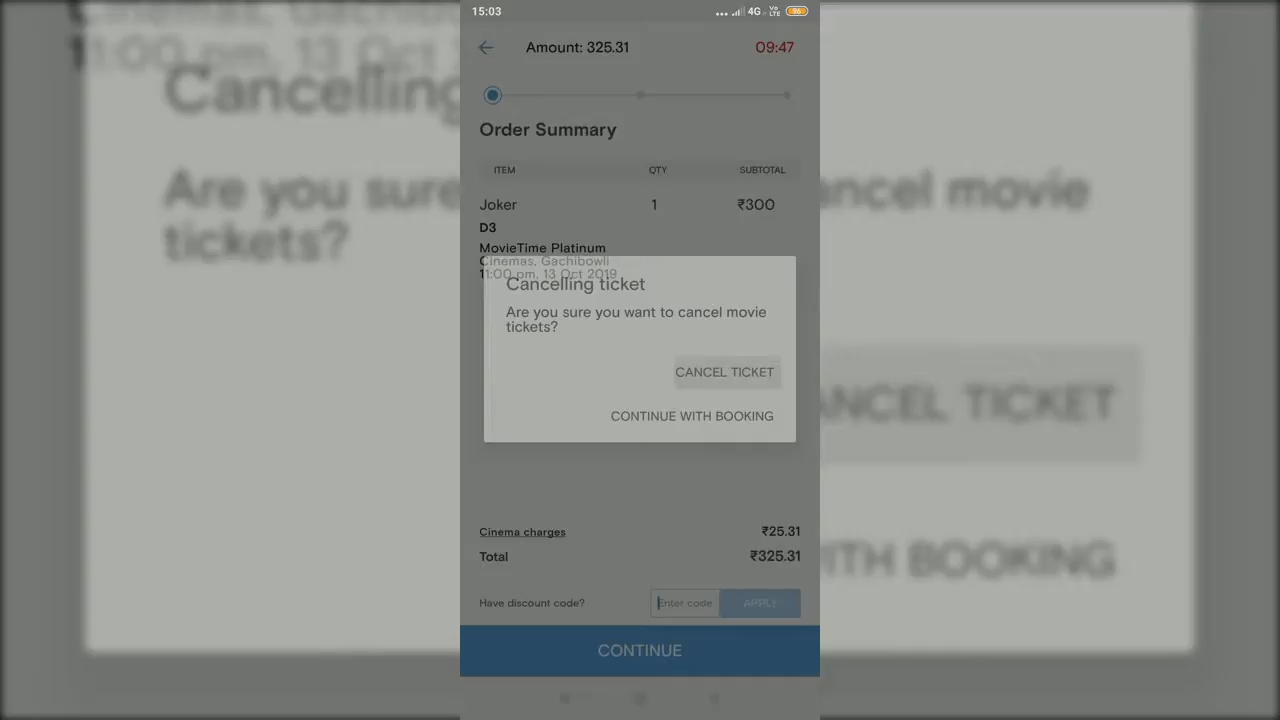 15:03
4G
Vo
LTE
96
Amount: 325.31
09:47
Order Summary
ITEM QTY SUBTOTAL
Joker 1 ₹300
D3
MovieTime Platinum
Cinemas, Gachibowli
11:00 pm, 13 Oct 2019
Cancelling ticket
Are you sure you want to cancel movie
tickets?
CANCEL TICKET
CONTINUE WITH BOOKING
Cinema charges ₹25.31
Total ₹325.31
Have discount code? Enter code APPLY
CONTINUE